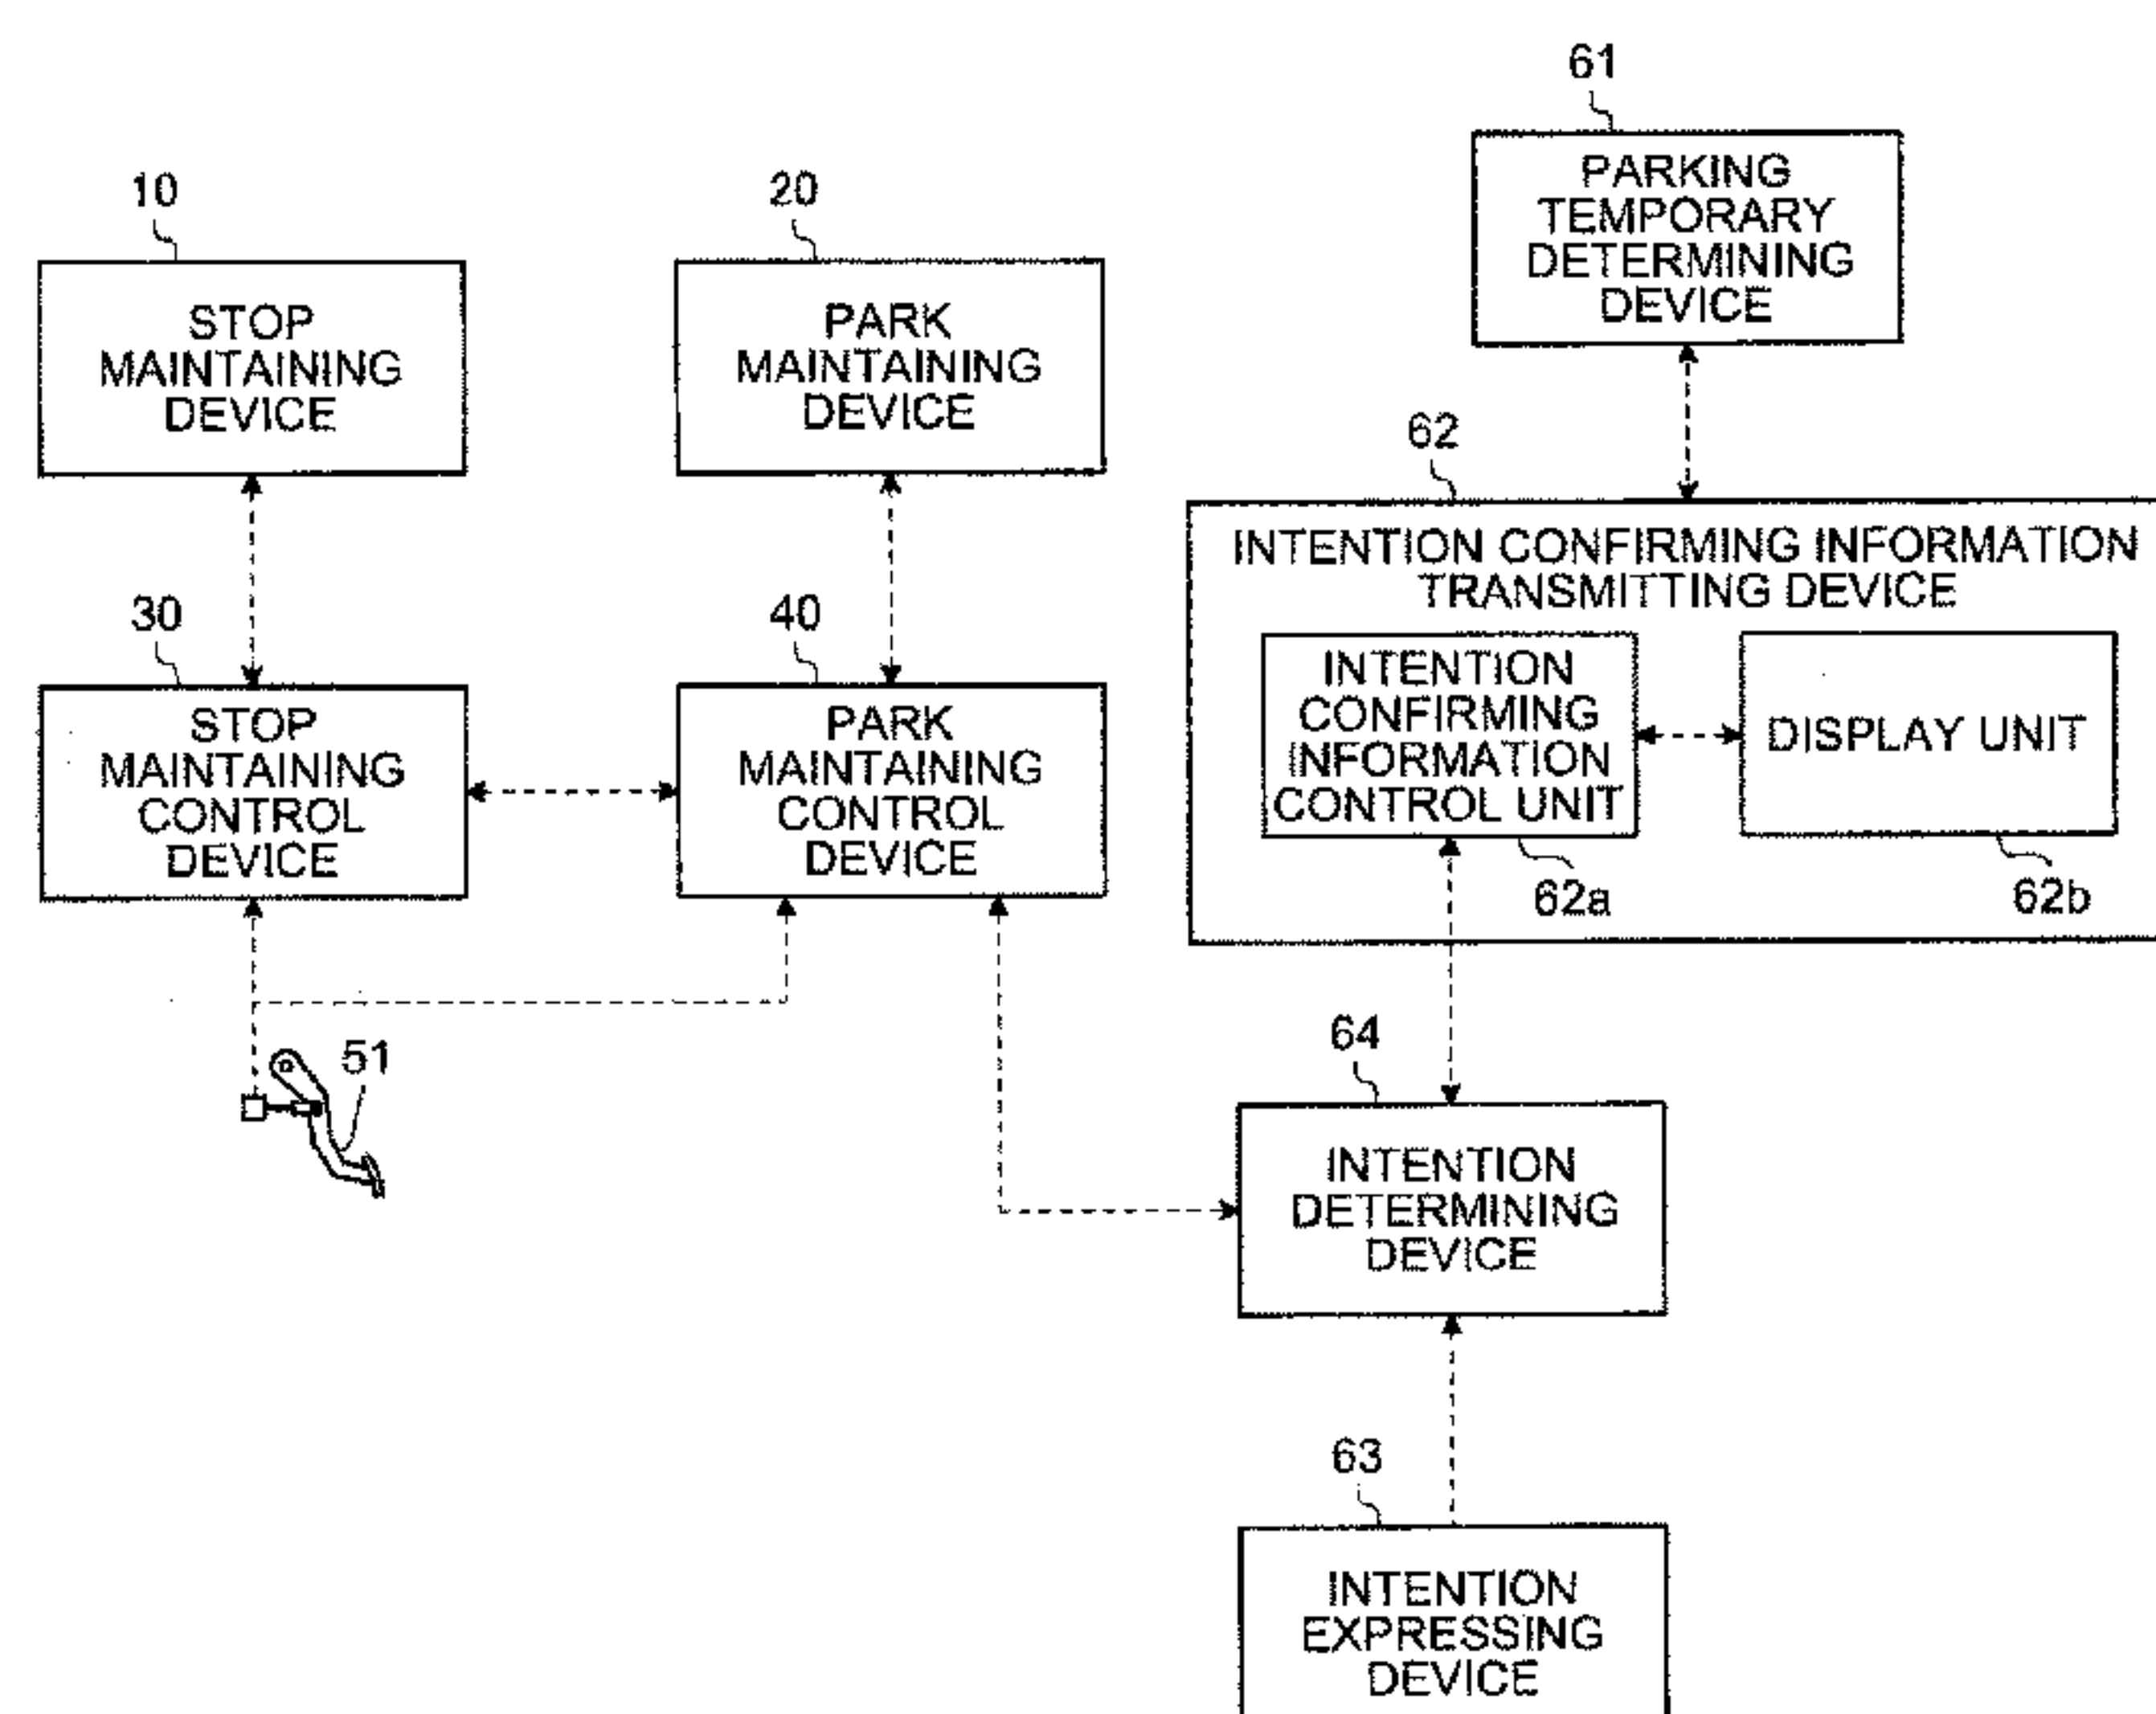 61
PARKING
TEMPORARY
DETERMINING
DEVICE
10
STOP
MAINTAINING
DEVICE
20
PARK
MAINTAINING
DEVICE
62
INTENTION CONFIRMING INFORMATION
TRANSMITTING DEVICE
INTENTION
CONFIRMING
INFORMATION
CONTROL UNIT
62a
DISPLAY UNIT
62b
30
STOP
MAINTAINING
CONTROL
DEVICE
40
PARK
MAINTAINING
CONTROL
DEVICE
51
64
INTENTION
DETERMINING
DEVICE
63
INTENTION
EXPRESSING
DEVICE